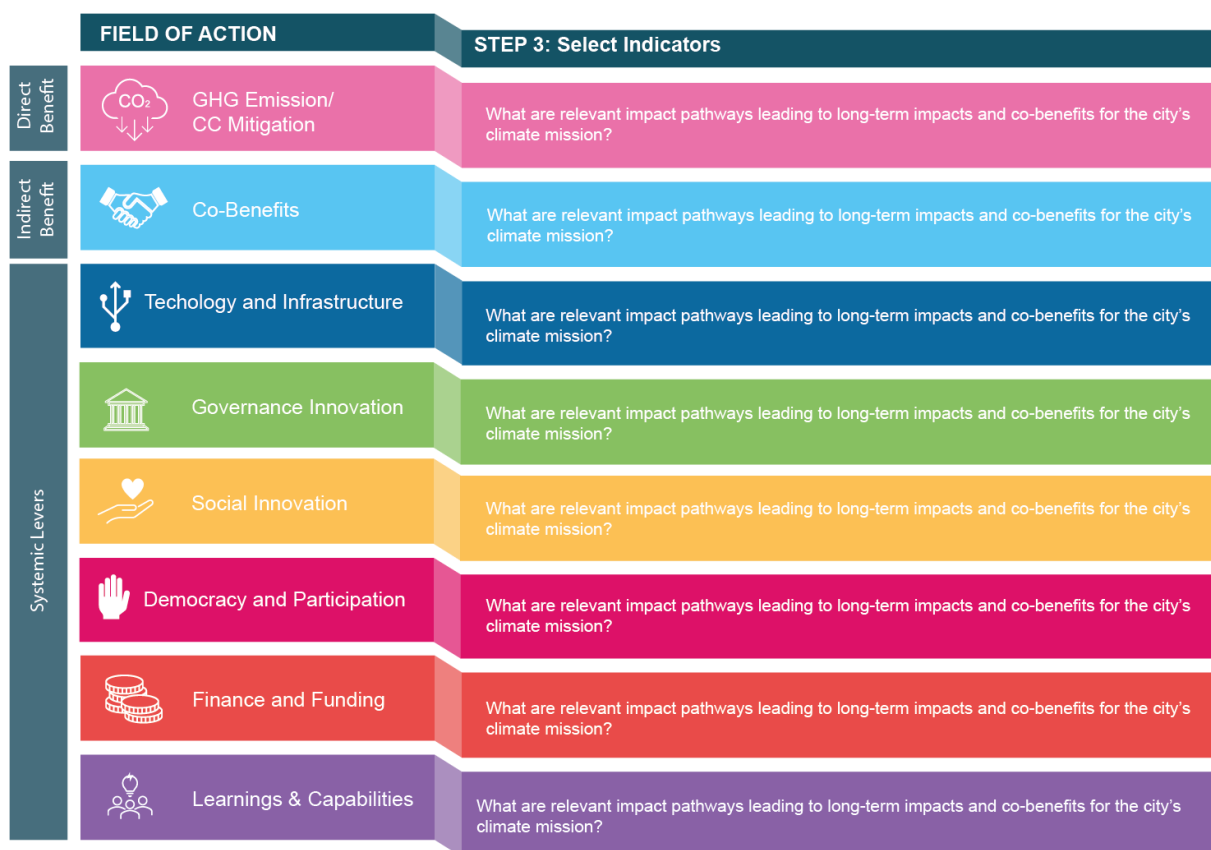 FIELD OF ACTION
STEP 3: Select Indicators
Direct
Benefit
CO₂
GHG Emission/
CC Mitigation
What are relevant impact pathways leading to long-term impacts and co-benefits for the city's
climate mission?
Indirect
Benefit
Co-Benefits
What are relevant impact pathways leading to long-term impacts and co-benefits for the city's
climate mission?
Systemic Levers
Techology and Infrastructure
What are relevant impact pathways leading to long-term impacts and co-benefits for the city's
climate mission?
Governance Innovation
What are relevant impact pathways leading to long-term impacts and co-benefits for the city's
climate mission?
Social Innovation
What are relevant impact pathways leading to long-term impacts and co-benefits for the city's
climate mission?
Democracy and Participation
What are relevant impact pathways leading to long-term impacts and co-benefits for the city's
climate mission?
Finance and Funding
What are relevant impact pathways leading to long-term impacts and co-benefits for the city's
climate mission?
Learnings & Capabilities
What are relevant impact pathways leading to long-term impacts and co-benefits for the city's
climate mission?